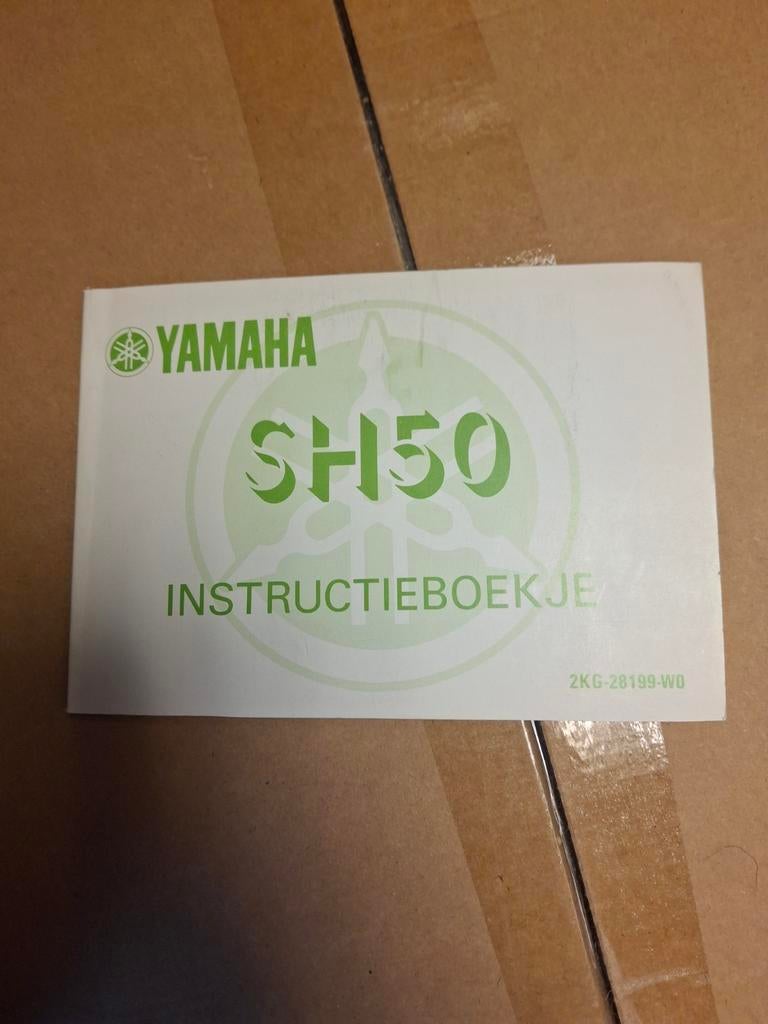 YAMAHA
SH50
INSTRUCTIEBOEKJE
2KG-28199-W0